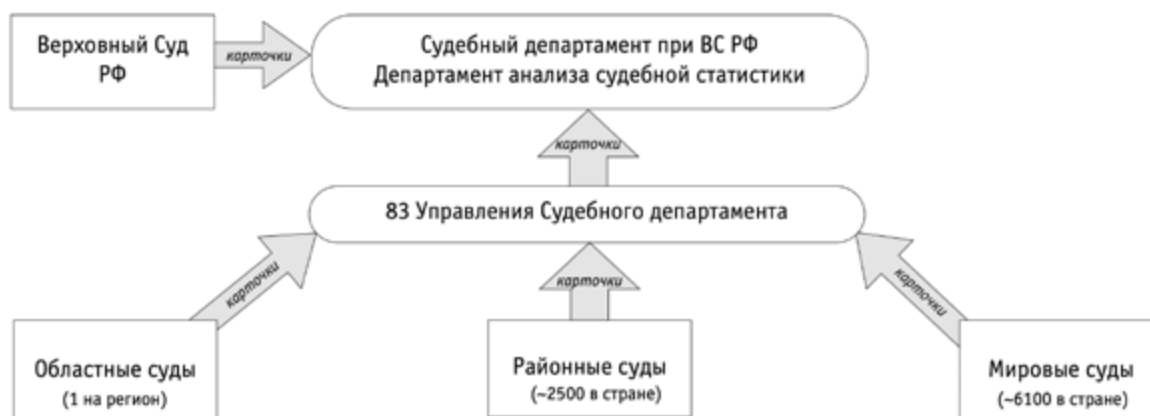 Верховный Суд
РФ
карточки
Судебный департамент при ВС РФ
Департамент анализа судебной статистики
карточки
83 Управления Судебного департамента
карточки
карточки
карточки
Областные суды
(1 на регион)
Районные суды
(~2500 в стране)
Мировые суды
(~6100 в стране)